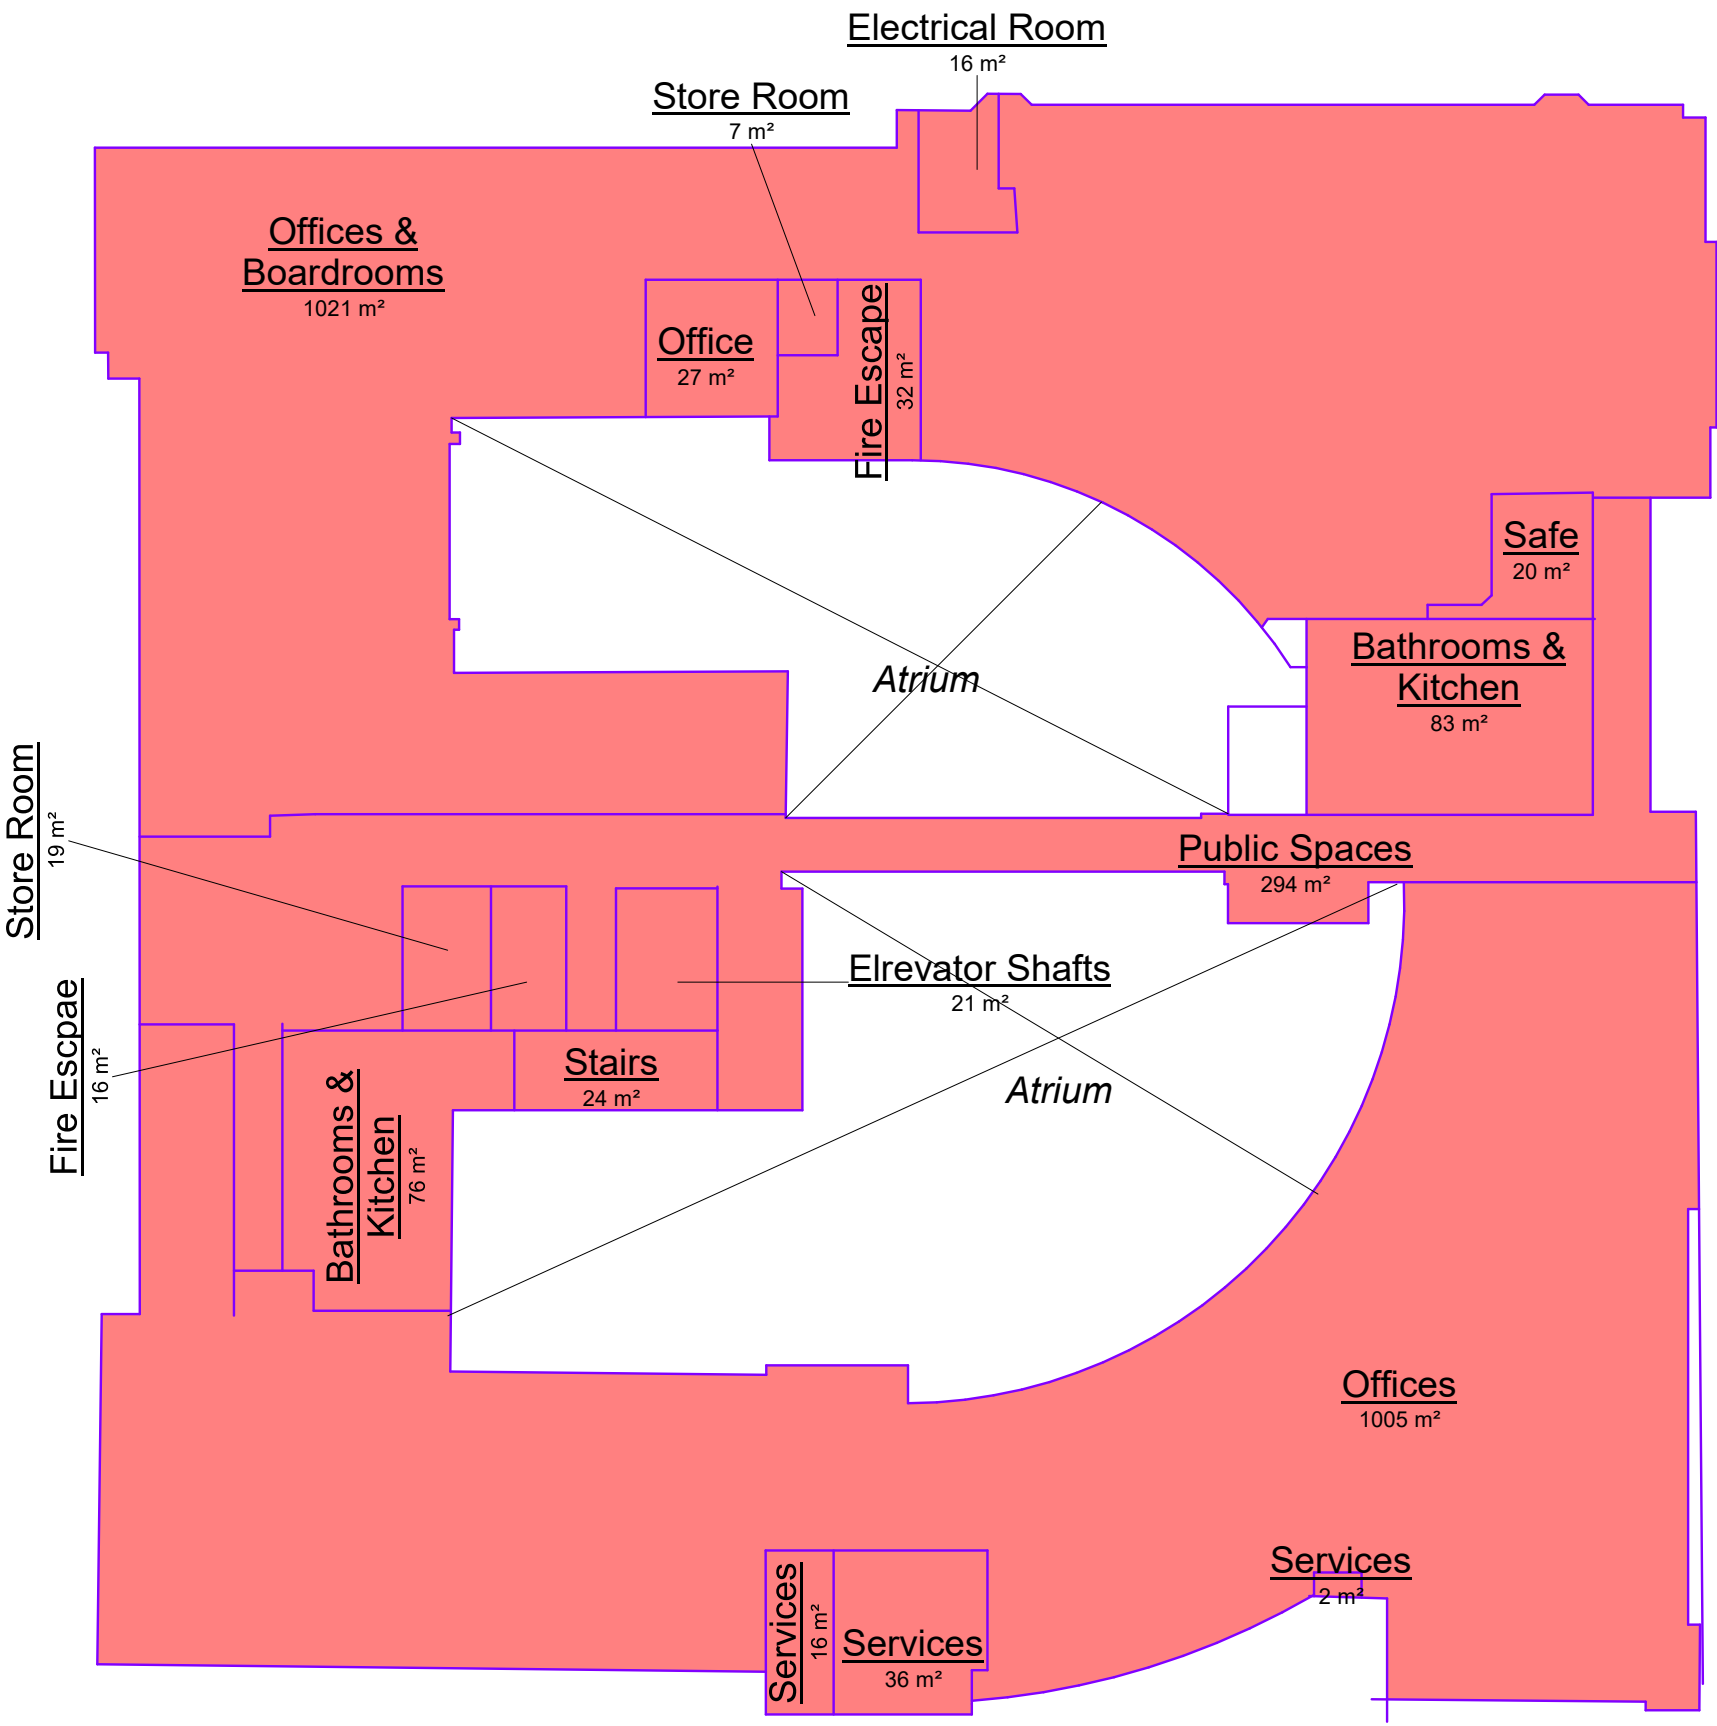 Electrical Room
16 m²
Store Room
7 m²
Offices &
Boardrooms
1021 m²
Office
27 m²
Fire Escape
32 m²
Safe
20 m²
Bathrooms &
Kitchen
83 m²
Atrium
Store Room
19 m²
Public Spaces
294 m²
Elrevator Shafts
21 m²
Fire Escpae
16 m²
Stairs
24 m²
Atrium
Bathrooms &
Kitchen
76 m²
Offices
1005 m²
Services
16 m²
Services
36 m²
Services
2 m²